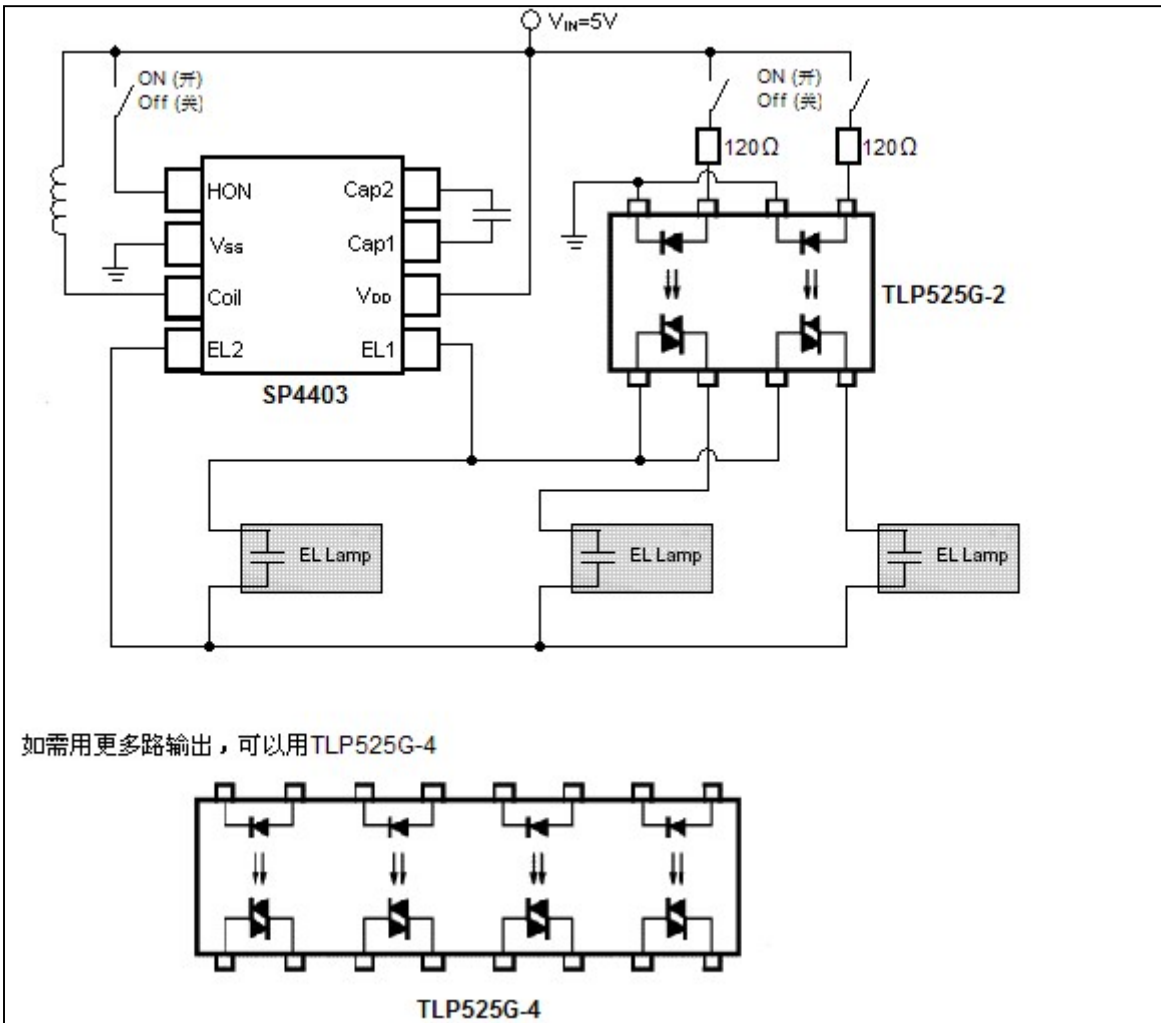 VIN=5V
ON (开)
Off (关)
ON (开)
Off (关)
120Ω
120Ω
HON
Cap2
Vss
Cap1
Coil
VDD
EL2
EL1
SP4403
TLP525G-2
EL Lamp
EL Lamp
EL Lamp
如需用更多路输出，可以用TLP525G-4
TLP525G-4